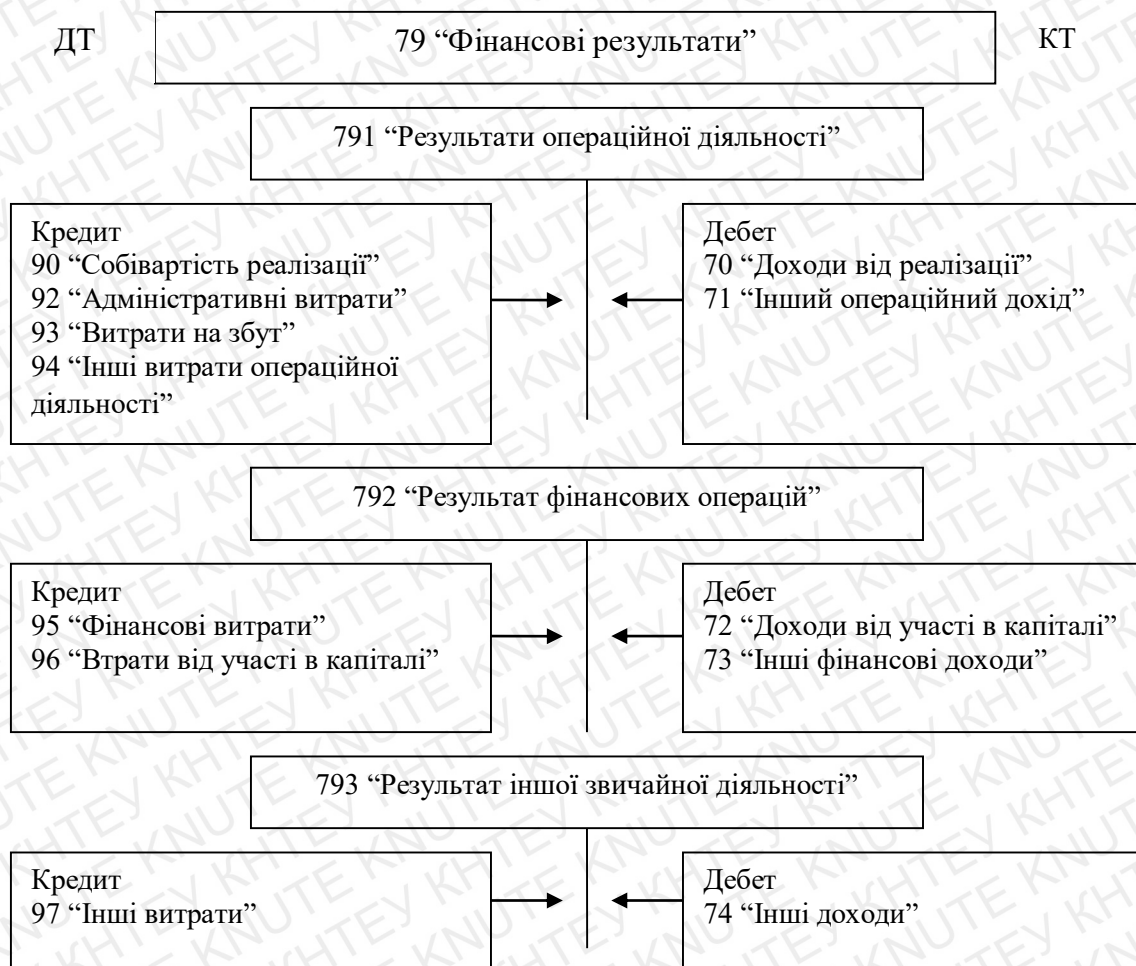 ДТ 79 “Фінансові результати” КТ
791 “Результати операційної діяльності”
Кредит
90 “Собівартість реалізації”
92 “Адміністративні витрати”
93 “Витрати на збут”
94 “Інші витрати операційної
діяльності”
Дебет
70 “Доходи від реалізації”
71 “Інший операційний дохід”
792 “Результат фінансових операцій”
Кредит
95 “Фінансові витрати”
96 “Втрати від участі в капіталі”
Дебет
72 “Доходи від участі в капіталі”
73 “Інші фінансові доходи”
793 “Результат іншої звичайної діяльності”
Кредит
97 “Інші витрати”
Дебет
74 “Інші доходи”